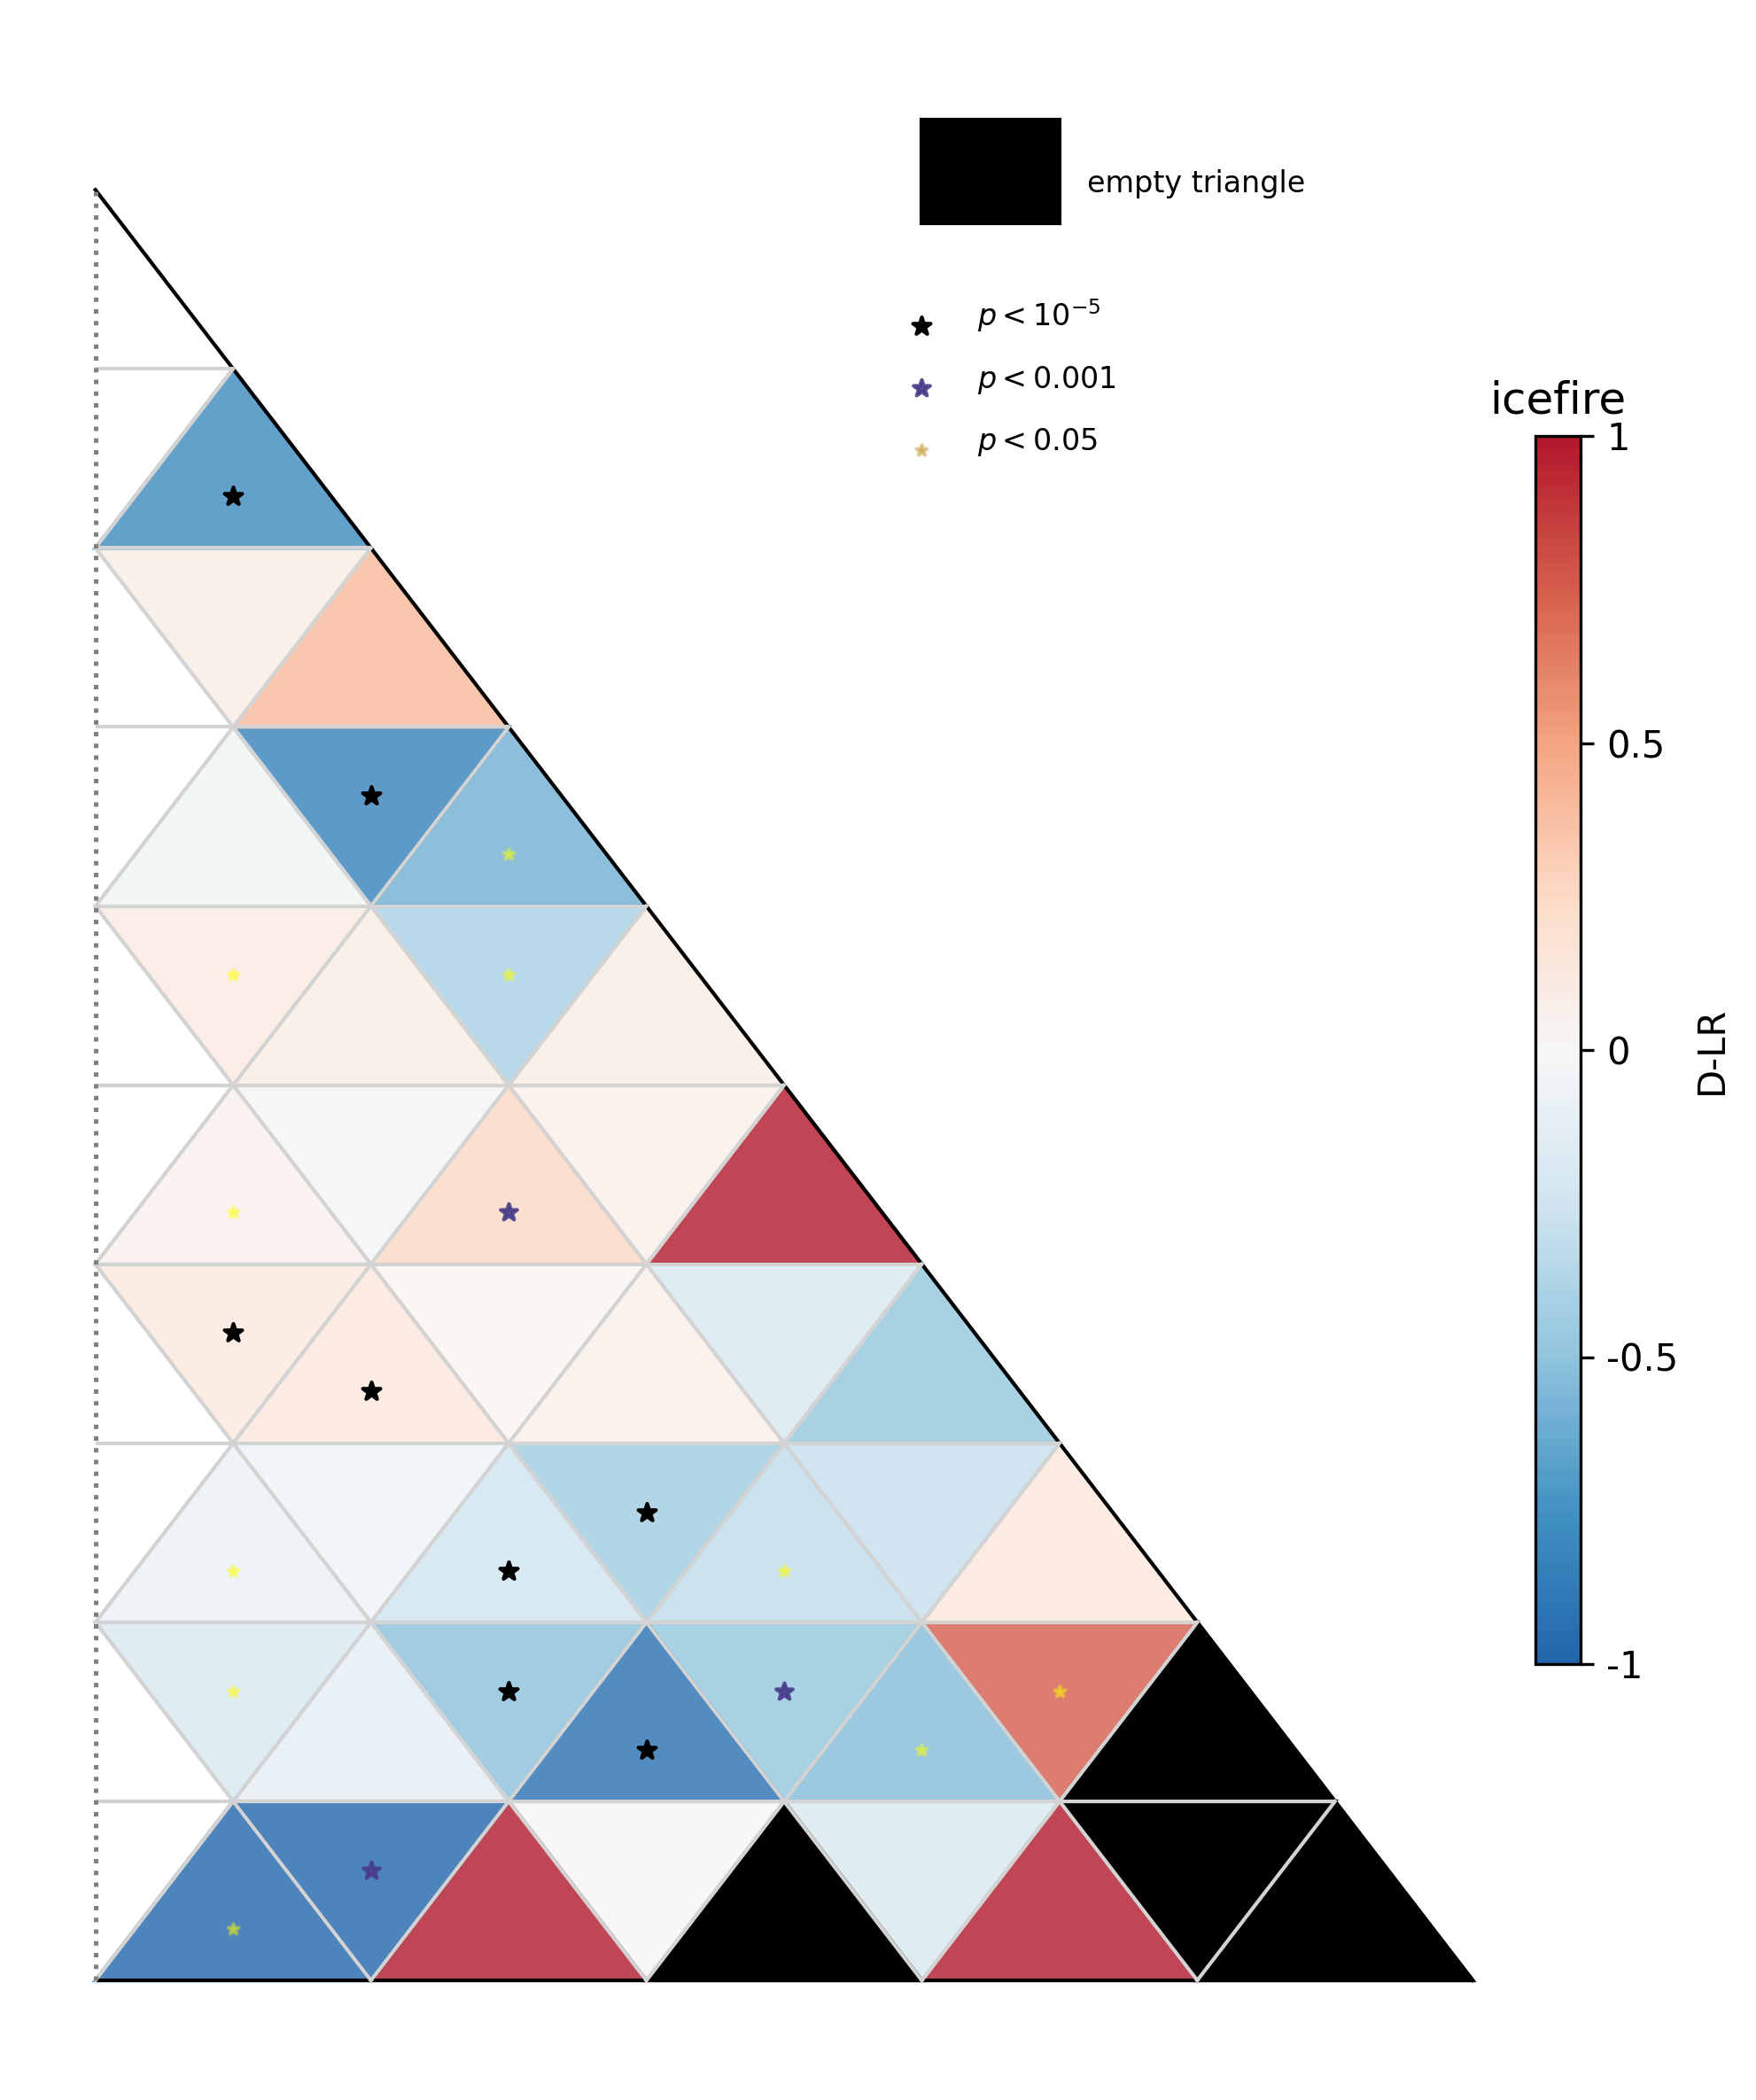 empty triangle
p < 10⁻⁵
p < 0.001
p < 0.05
icefire
1
0.5
0
-0.5
-1
D-LR